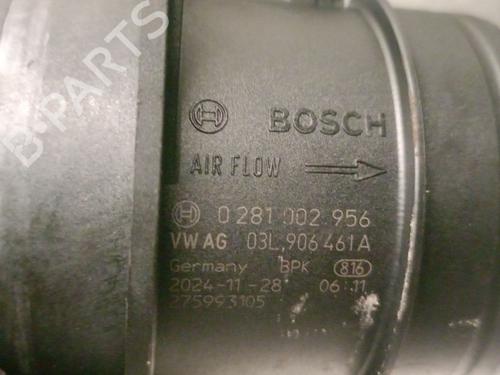 B-PARTS
BOSCH
AIR FLOW
0 281 002 956
VW AG 03L.906 461A
Germany BPK 816
2024-11-28 06:11
275993105